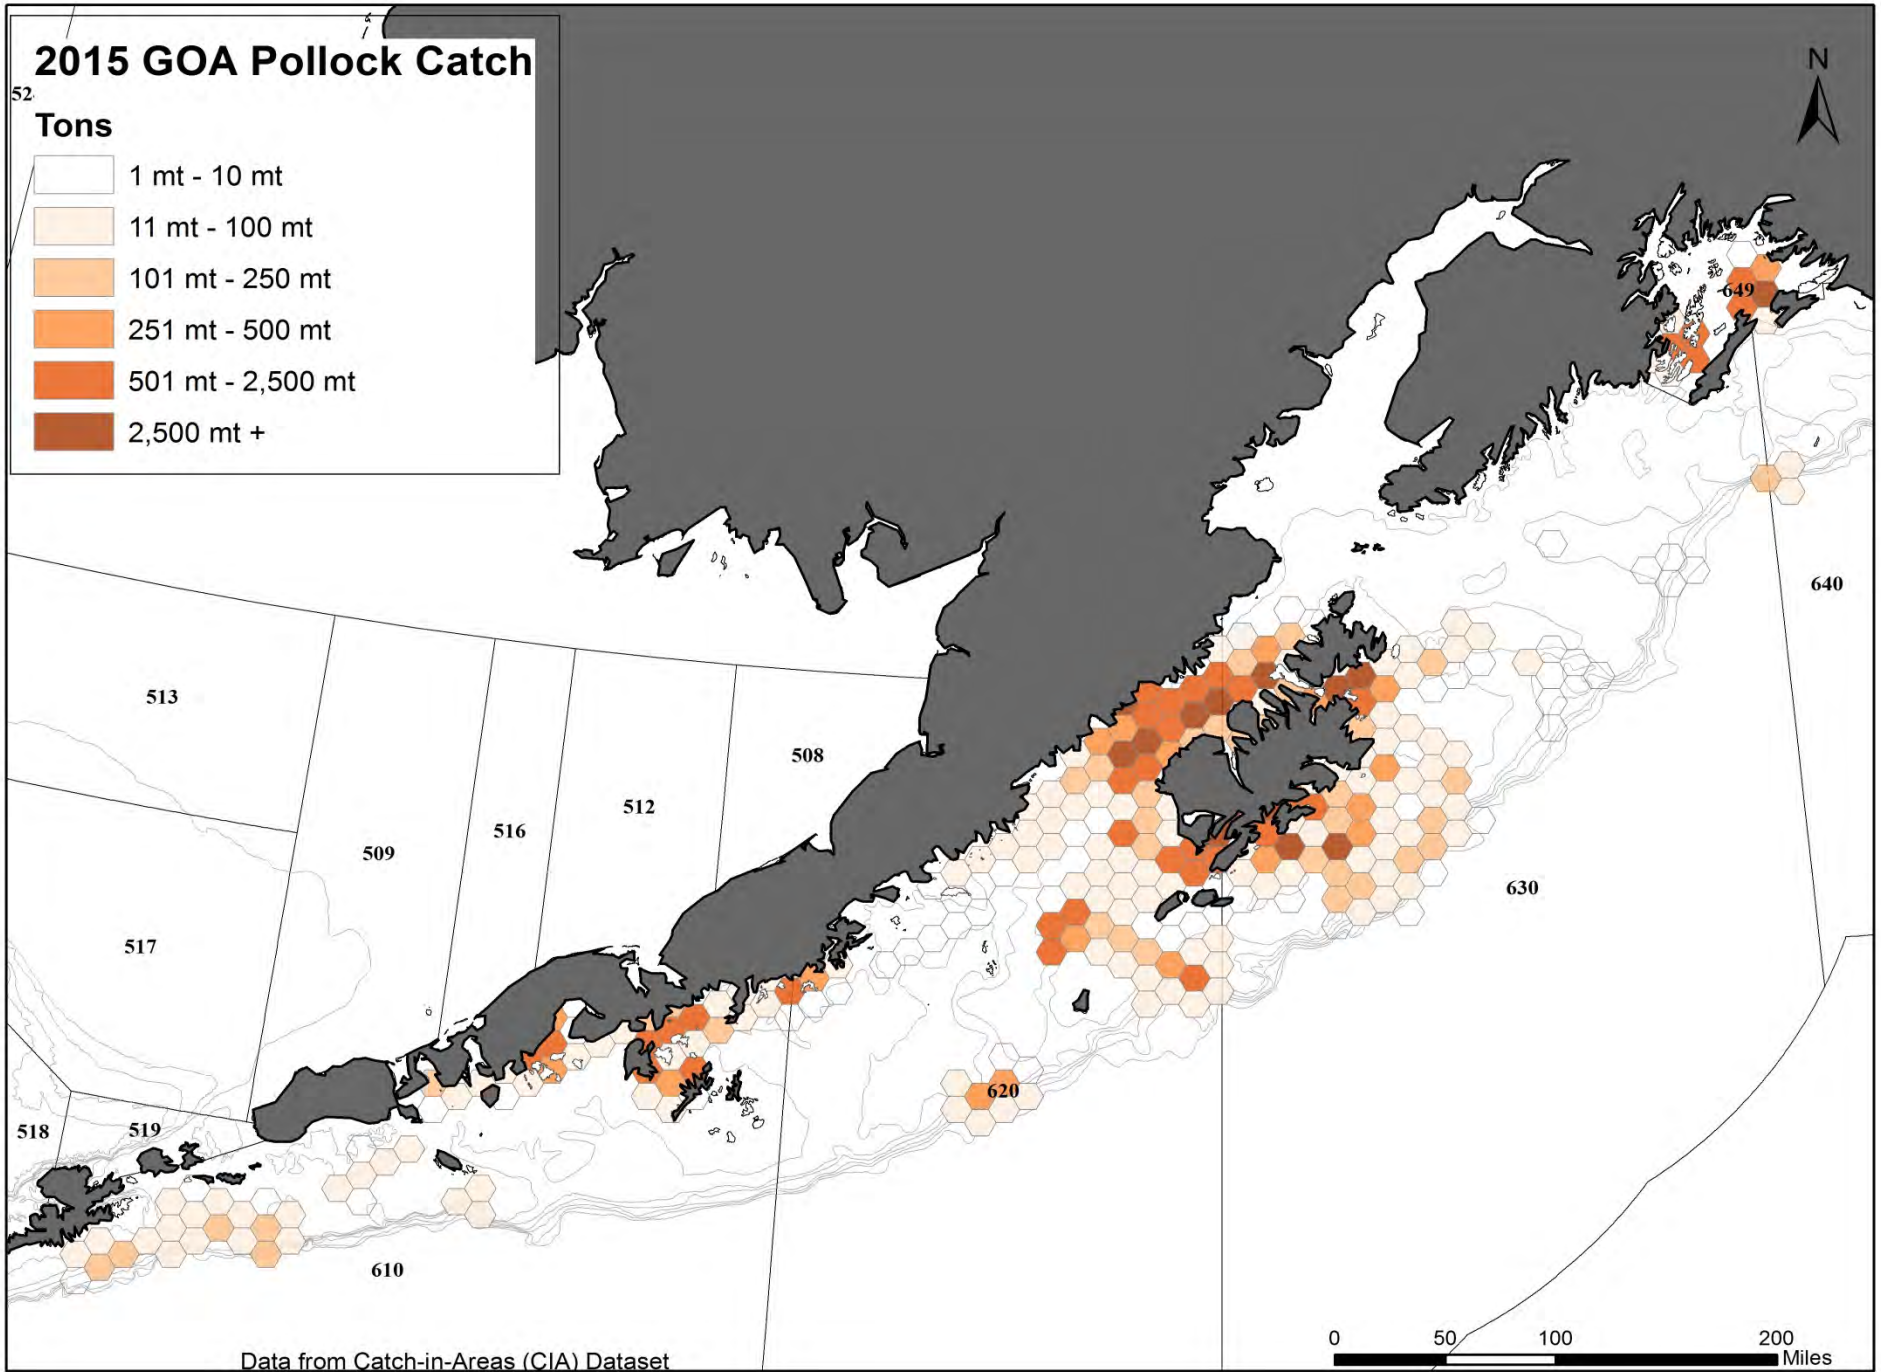 2015 GOA Pollock Catch
52
Tons
1 mt - 10 mt
11 mt - 100 mt
101 mt - 250 mt
251 mt - 500 mt
501 mt - 2,500 mt
2,500 mt +
N
649
640
513
508
512
516
509
630
517
620
518
519
610
0 50 100 200
Miles
Data from Catch-in-Areas (CIA) Dataset